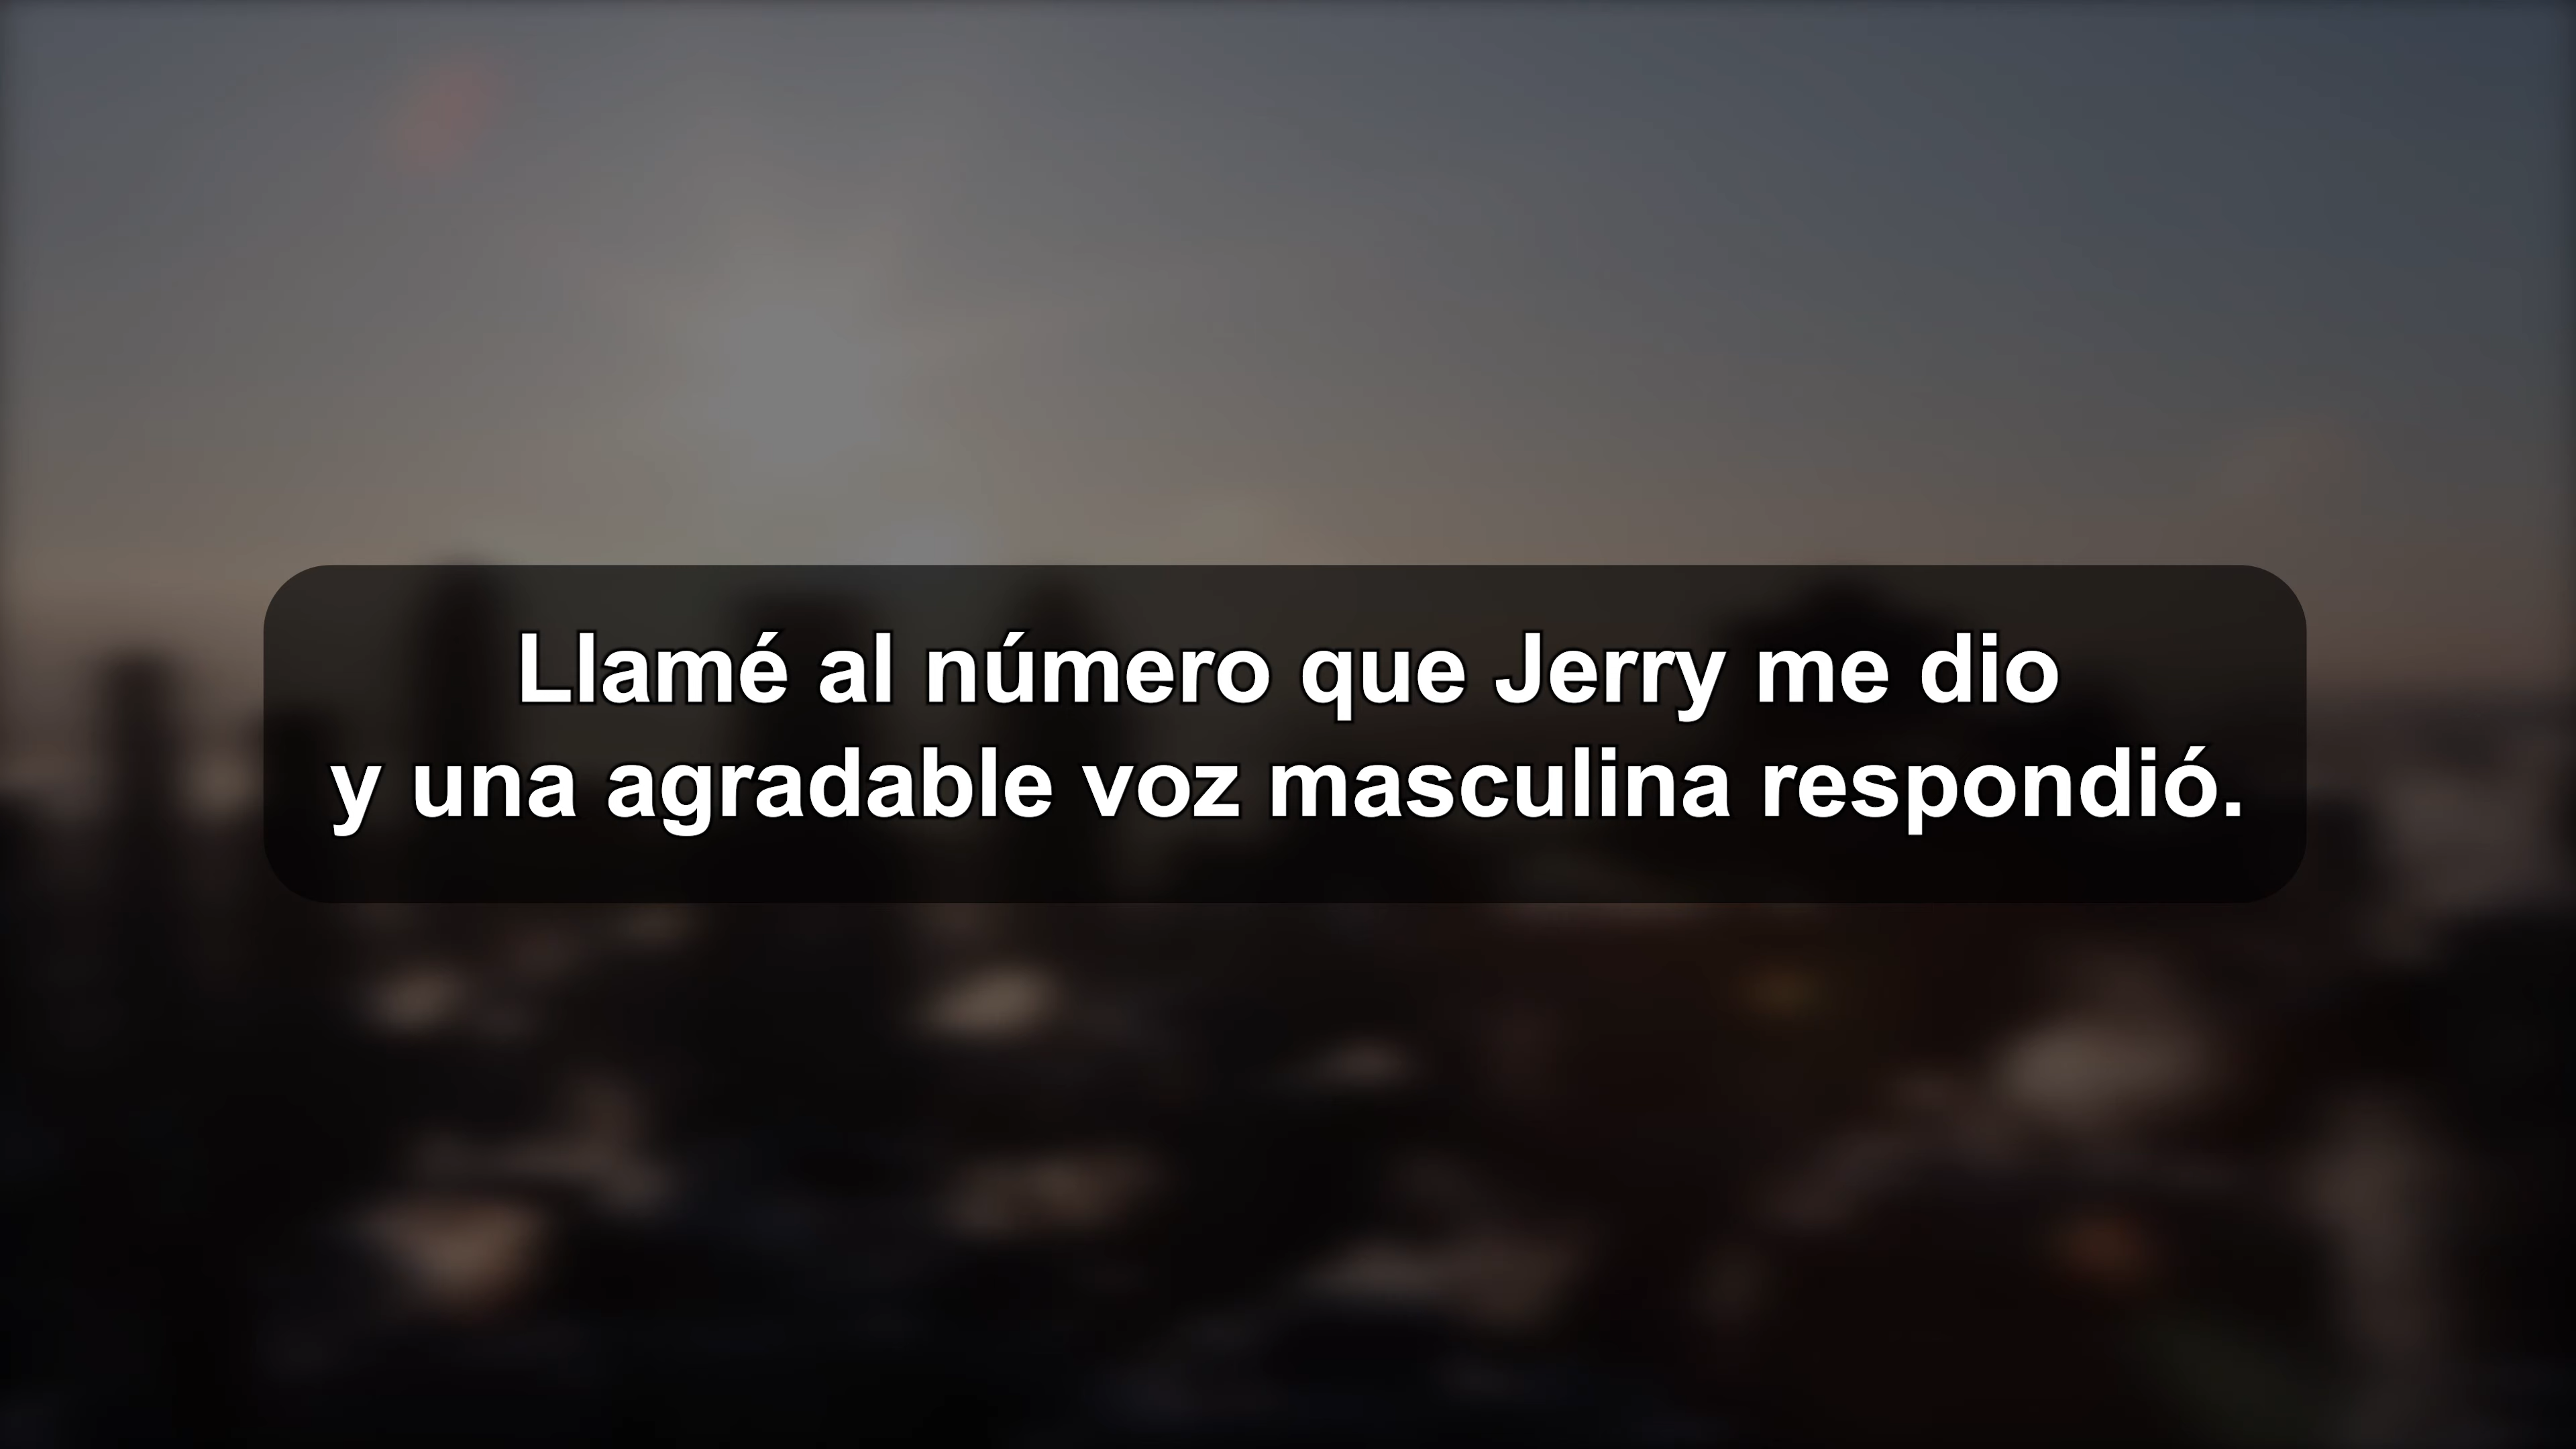 Llamé al número que Jerry me dio
y una agradable voz masculina respondió.